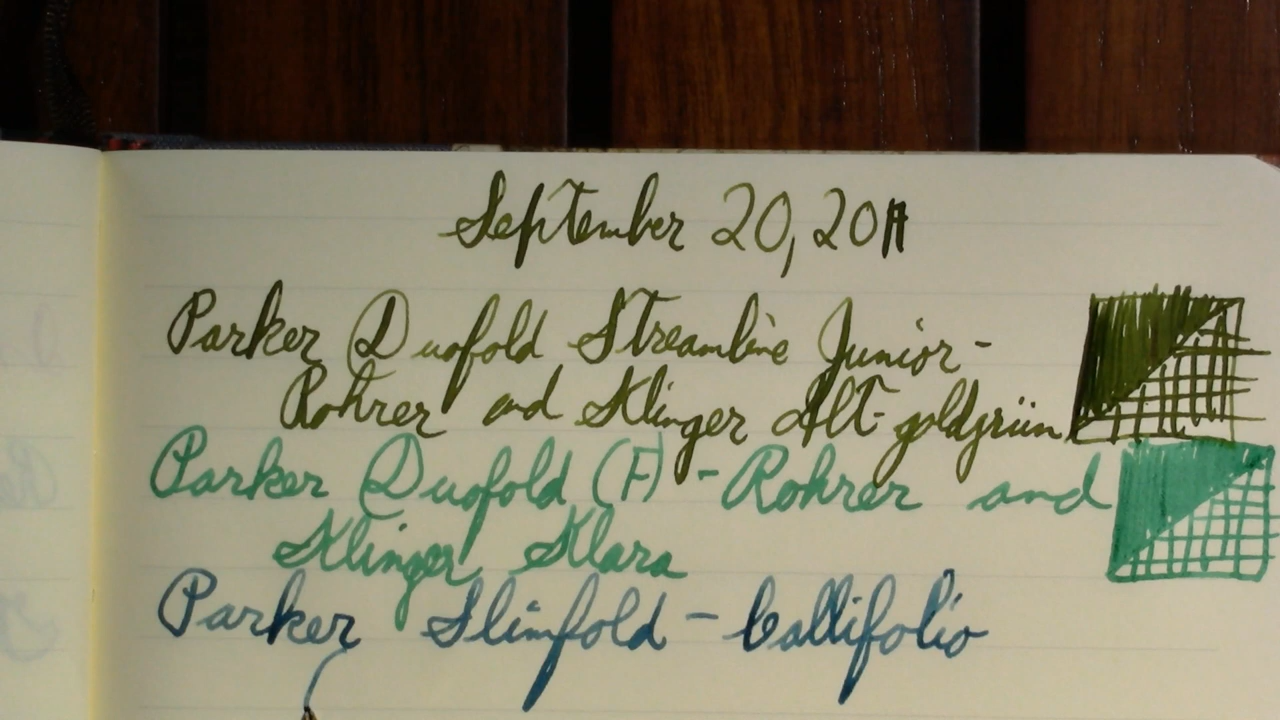 September 20, 2017
Parker Duofold Streamline Junior-
Rohrer and Klinger Alt-goldgrün
Parker Duofold (F) - Rohrer and
Klinger Klara
Parker Slimfold - Callifolio